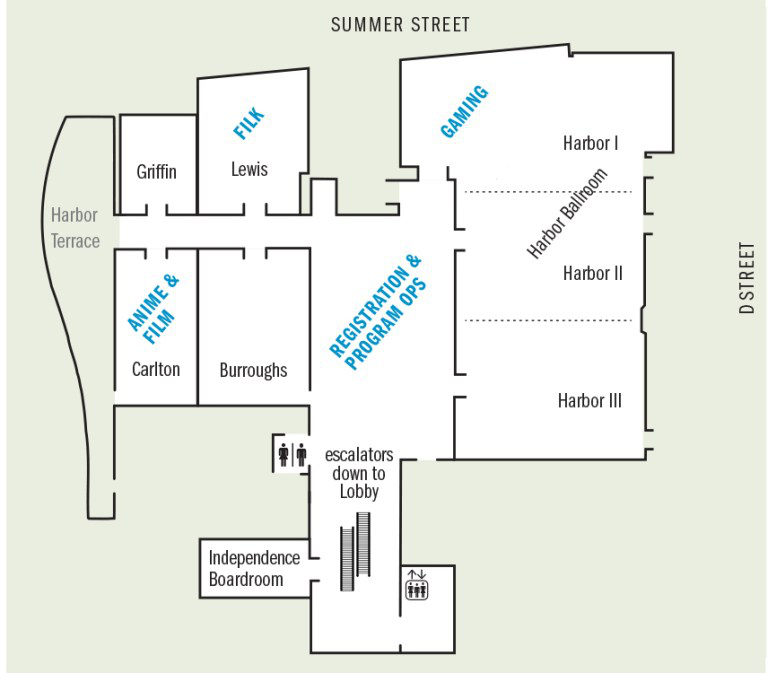 SUMMER STREET
FILK
GAMING
Griffin
Lewis
Harbor I
Harbor
Terrace
Harbor Ballroom
D STREET
ANIME &
FILM
REGISTRATION &
PROGRAM OPS
Harbor II
Carlton
Burroughs
Harbor III
escalators
down to
Lobby
Independence
Boardroom